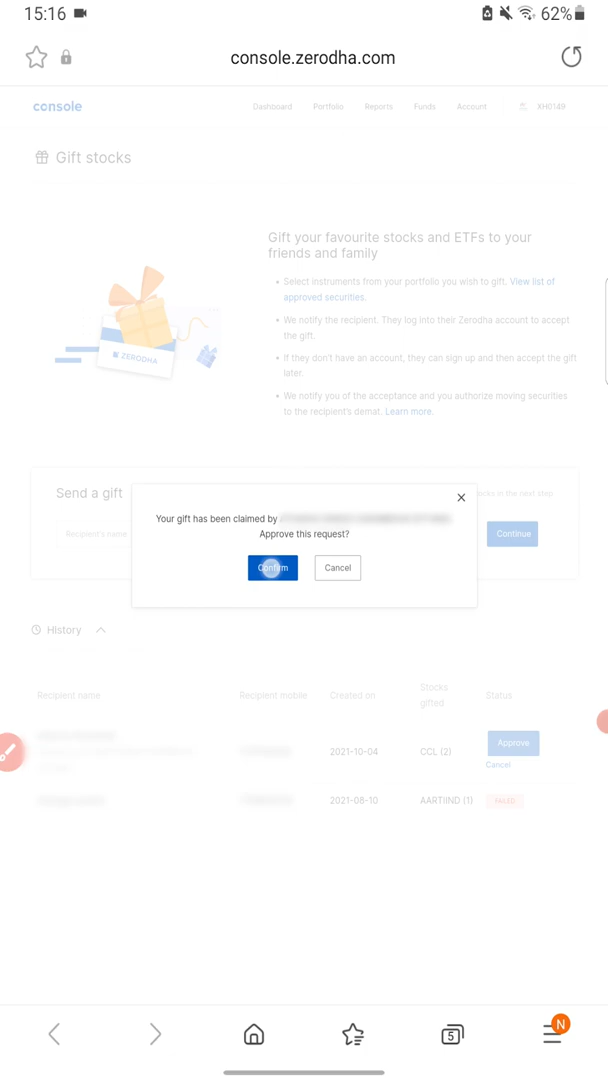 15:16 62%
console.zerodha.com
console Dashboard Portfolio Reports Funds Account XH0149
Gift stocks
Gift your favourite stocks and ETFs to your
friends and family
• Select instruments from your portfolio you wish to gift. View list of
approved securities.
• We notify the recipient. They log into their Zerodha account to accept
the gift.
• If they don't have an account, they can sign up and then accept the gift
later.
• We notify you of the acceptance and you authorize moving securities
to the recipient's demat. Learn more.
ZERODHA
Send a gift
ocks in the next step
Recipient's name
Continue
Your gift has been claimed by
Approve this request?
Confirm Cancel
History
Recipient name Recipient mobile Created on Stocks gifted Status
2021-10-04 CCL (2) Approve
Cancel
2021-08-10 AARTIIND (1) FAILED
5
N